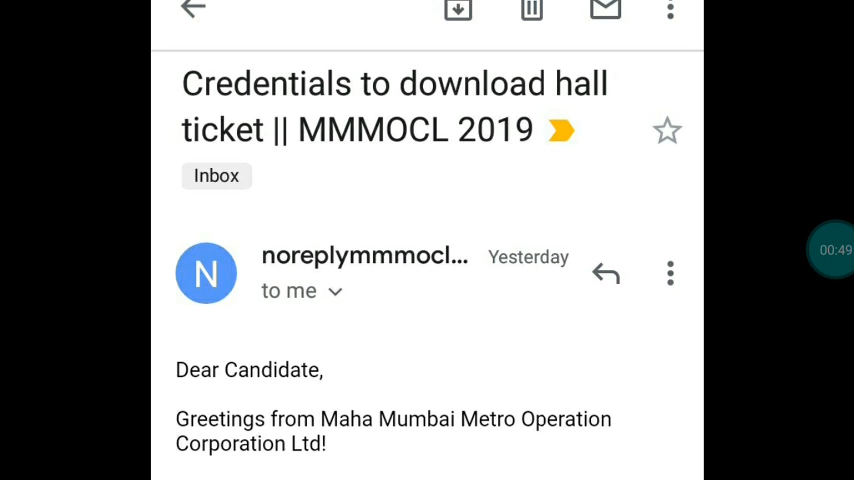 Credentials to download hall
ticket || MMMOCL 2019
Inbox
N
noreplymmmocl... Yesterday
to me
00:49
Dear Candidate,
Greetings from Maha Mumbai Metro Operation
Corporation Ltd!